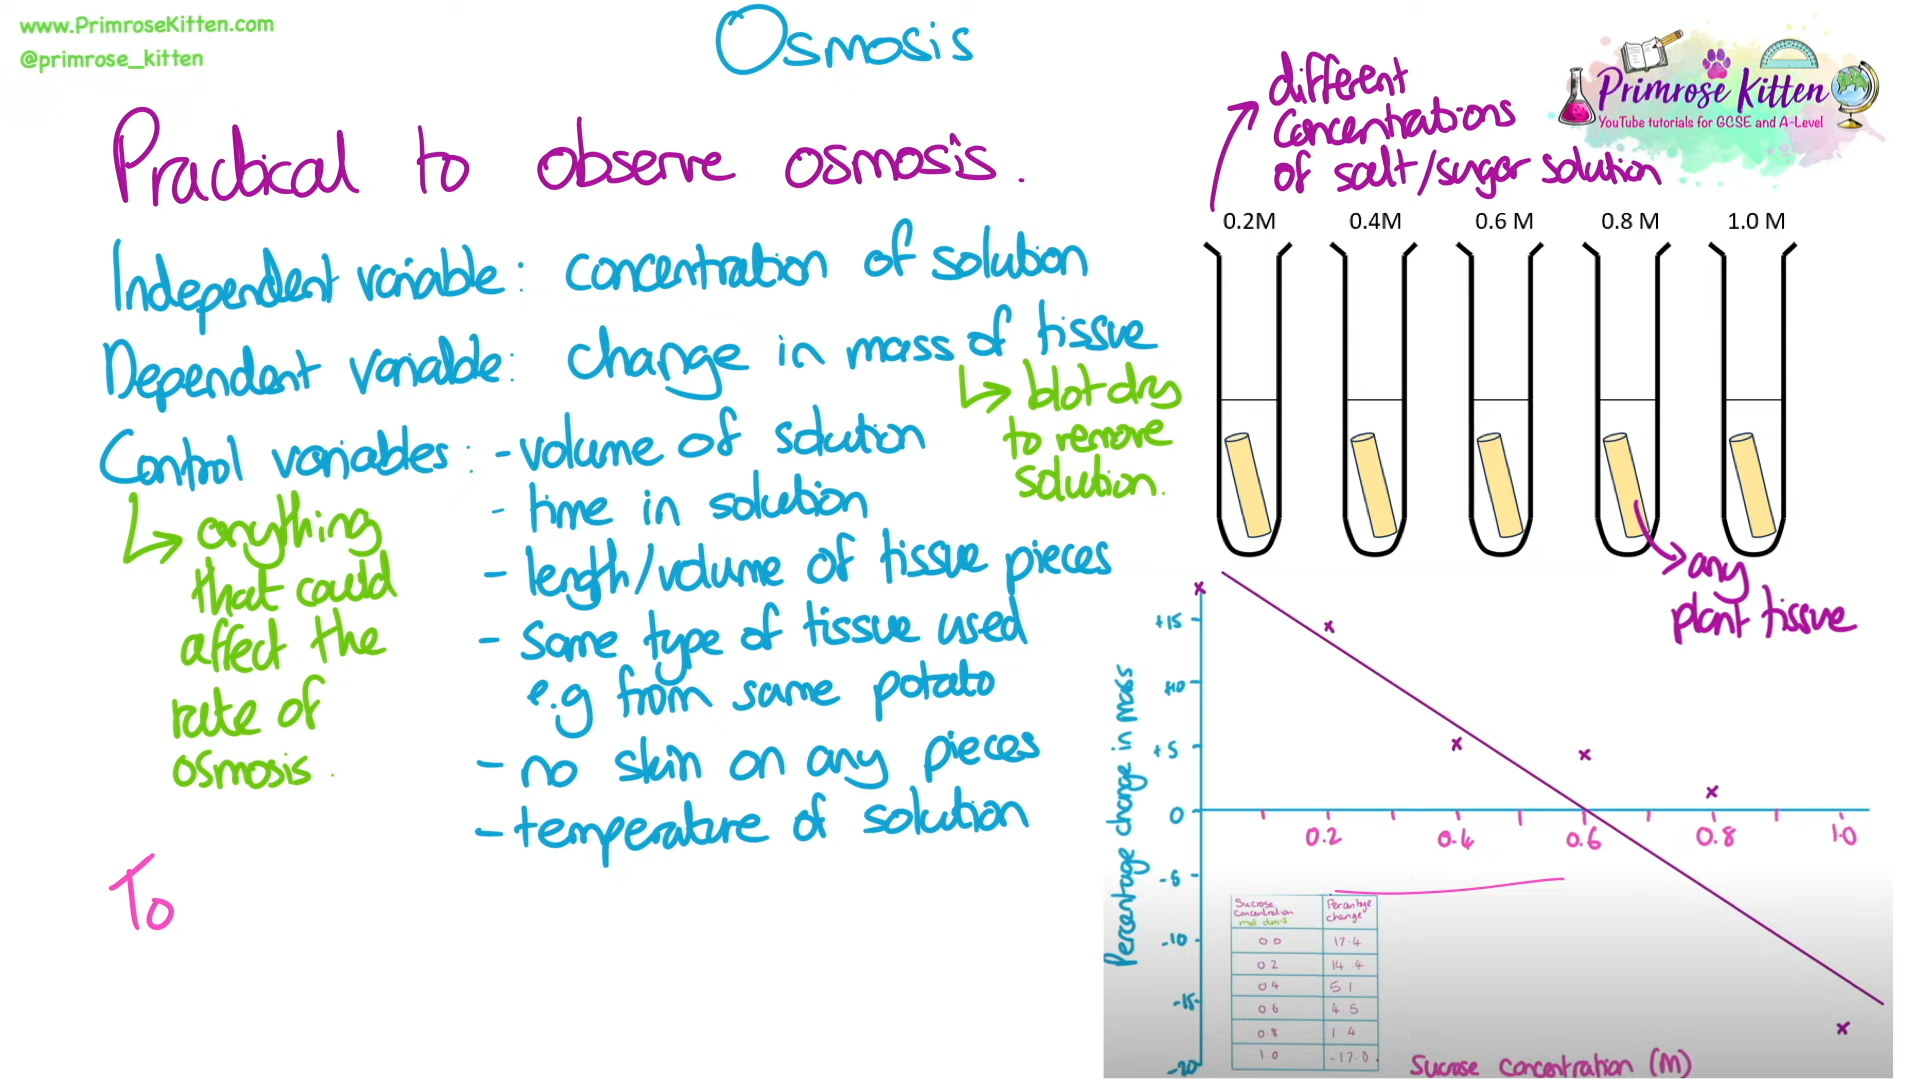 www.PrimroseKitten.com
@primrose_kitten
Osmosis
Practical to observe osmosis.
Independent variable: concentration of solution
Dependent variable: change in mass of tissue
↳ blot dry
to remove
solution.
Control variables: - volume of solution
- time in solution
- length/volume of tissue pieces
- same type of tissue used
e.g from same potato
- no skin on any pieces
- temperature of solution
↳ anything
that could
affect the
rate of
osmosis.
To
different
concentrations
of salt/sugar solution
Primrose Kitten
YouTube tutorials for GCSE and A-Level
0.2M 0.4M 0.6 M 0.8 M 1.0 M
any
plant tissue
Percentage change in mass
+15
+10
+5
0
-5
-10
-15
-20
0.2 0.4 0.6 0.8 1.0
Sucrose Concentration (M)
Sucrose Concentration mol dm-3 Percentage change
0.0 17.4
0.2 14.4
0.4 5.1
0.6 4.5
0.8 1.4
1.0 -17.0